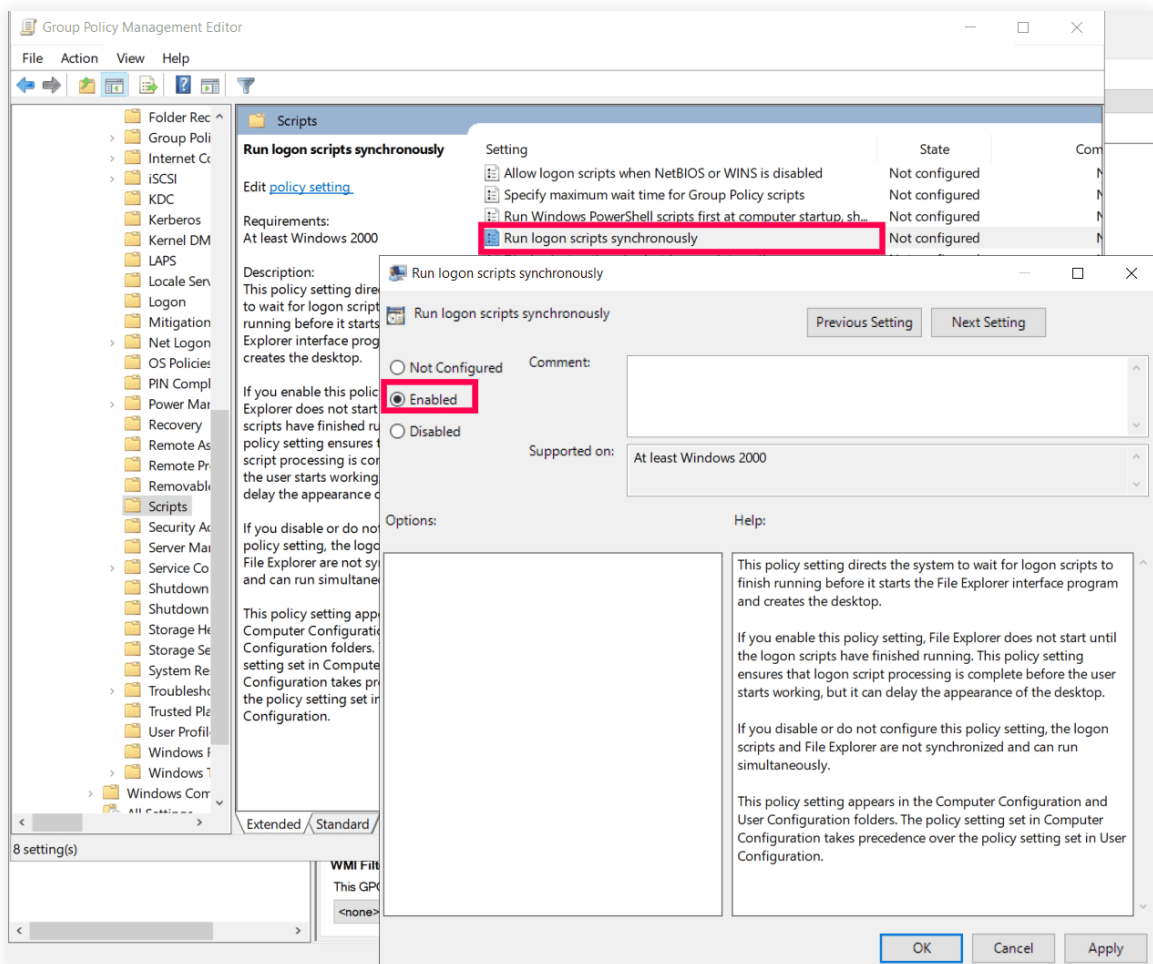 Group Policy Management Editor
File Action View Help
Folder Rec
Group Poli
Internet Co
iSCSI
KDC
Kerberos
Kernel DM
LAPS
Locale Serv
Logon
Mitigation
Net Logon
OS Policies
PIN Compl
Power Mar
Recovery
Remote As
Remote Pr
Removable
Scripts
Security Ac
Server Mar
Service Co
Shutdown
Shutdown
Storage He
Storage Se
System Re
Troublesho
Trusted Pla
User Profil
Windows F
Windows T
Windows Com
All Settings
8 setting(s)
Scripts
Run logon scripts synchronously
Edit policy setting
Requirements:
At least Windows 2000
Description:
This policy setting dire
to wait for logon script
running before it starts
Explorer interface prog
creates the desktop.
If you enable this polic
Explorer does not start
scripts have finished ru
policy setting ensures t
script processing is con
the user starts working,
delay the appearance o
If you disable or do not
policy setting, the logo
File Explorer are not sy
and can run simultane
This policy setting appe
Computer Configuratio
Configuration folders.
setting set in Compute
Configuration takes pre
the policy setting set in
Configuration.
Extended Standard
Setting State Com
Allow logon scripts when NetBIOS or WINS is disabled Not configured N
Specify maximum wait time for Group Policy scripts Not configured N
Run Windows PowerShell scripts first at computer startup, sh... Not configured N
Run logon scripts synchronously Not configured N
WMI Filt
This GPO
<none>
Run logon scripts synchronously
Run logon scripts synchronously
Previous Setting Next Setting
Not Configured
Enabled
Disabled
Comment:
Supported on:
At least Windows 2000
Options:
Help:
This policy setting directs the system to wait for logon scripts to
finish running before it starts the File Explorer interface program
and creates the desktop.
If you enable this policy setting, File Explorer does not start until
the logon scripts have finished running. This policy setting
ensures that logon script processing is complete before the user
starts working, but it can delay the appearance of the desktop.
If you disable or do not configure this policy setting, the logon
scripts and File Explorer are not synchronized and can run
simultaneously.
This policy setting appears in the Computer Configuration and
User Configuration folders. The policy setting set in Computer
Configuration takes precedence over the policy setting set in User
Configuration.
OK Cancel Apply